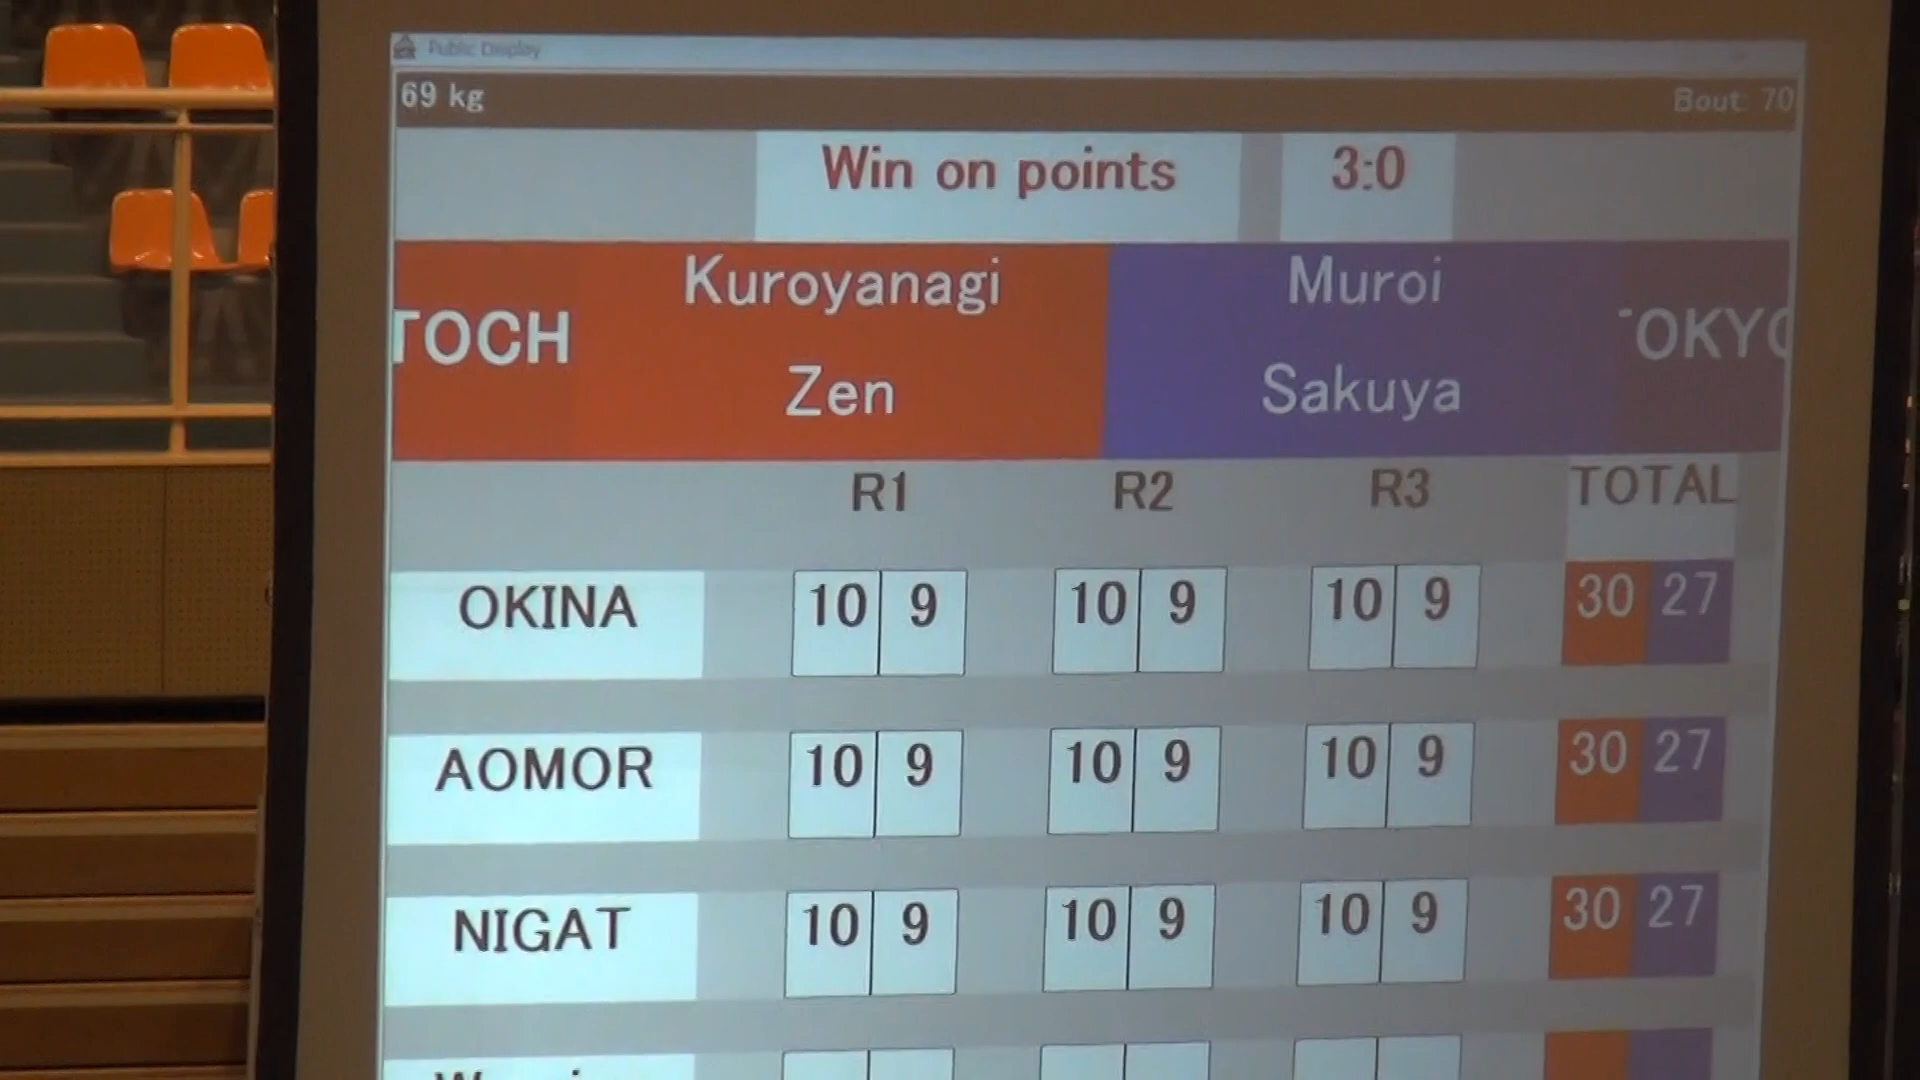 Public Display
69 kg Bout: 70
Win on points 3:0
Kuroyanagi Muroi
TOCH TOKYO
Zen Sakuya
R1 R2 R3 TOTAL
OKINA 10 9 10 9 10 9 30 27
AOMOR 10 9 10 9 10 9 30 27
NIGAT 10 9 10 9 10 9 30 27